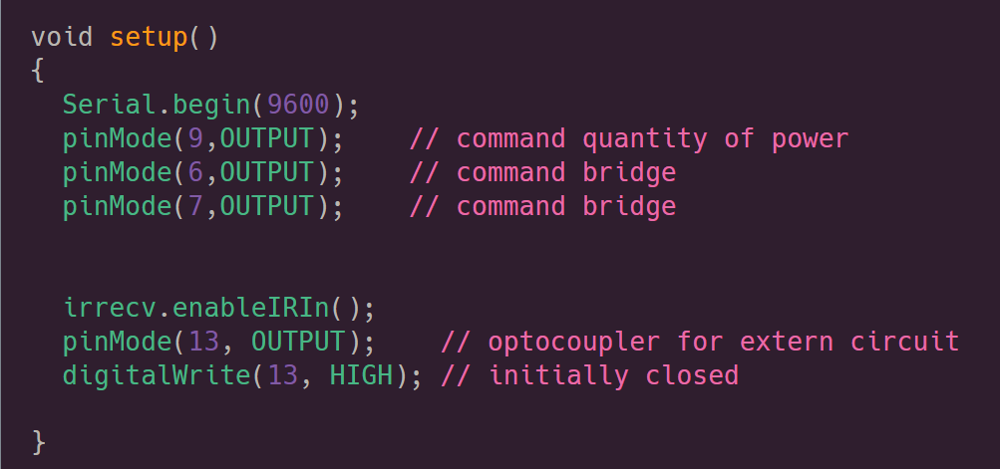 void setup()
{
  Serial.begin(9600);
  pinMode(9,OUTPUT);    // command quantity of power
  pinMode(6,OUTPUT);    // command bridge
  pinMode(7,OUTPUT);    // command bridge
  irrecv.enableIRIn();
  pinMode(13, OUTPUT);    // optocoupler for extern circuit
  digitalWrite(13, HIGH); // initially closed
}